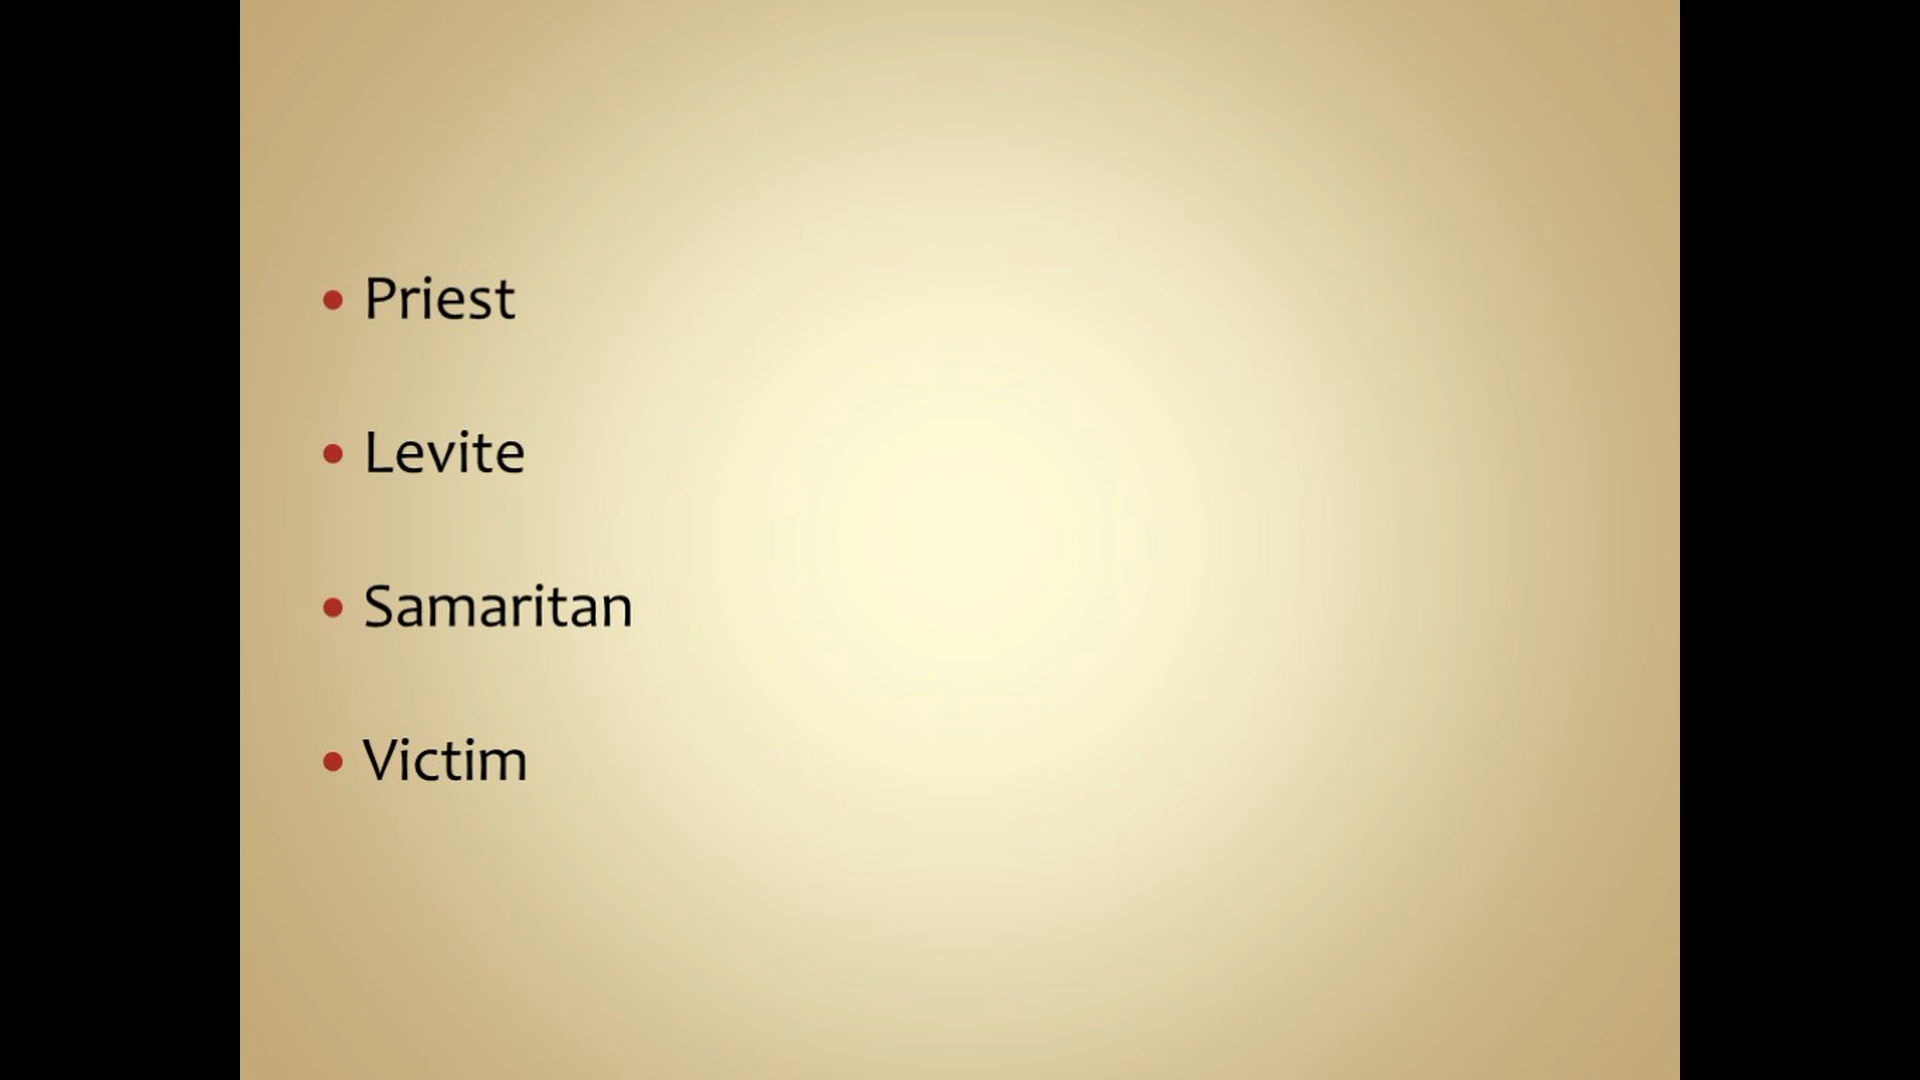 • Priest
• Levite
• Samaritan
• Victim